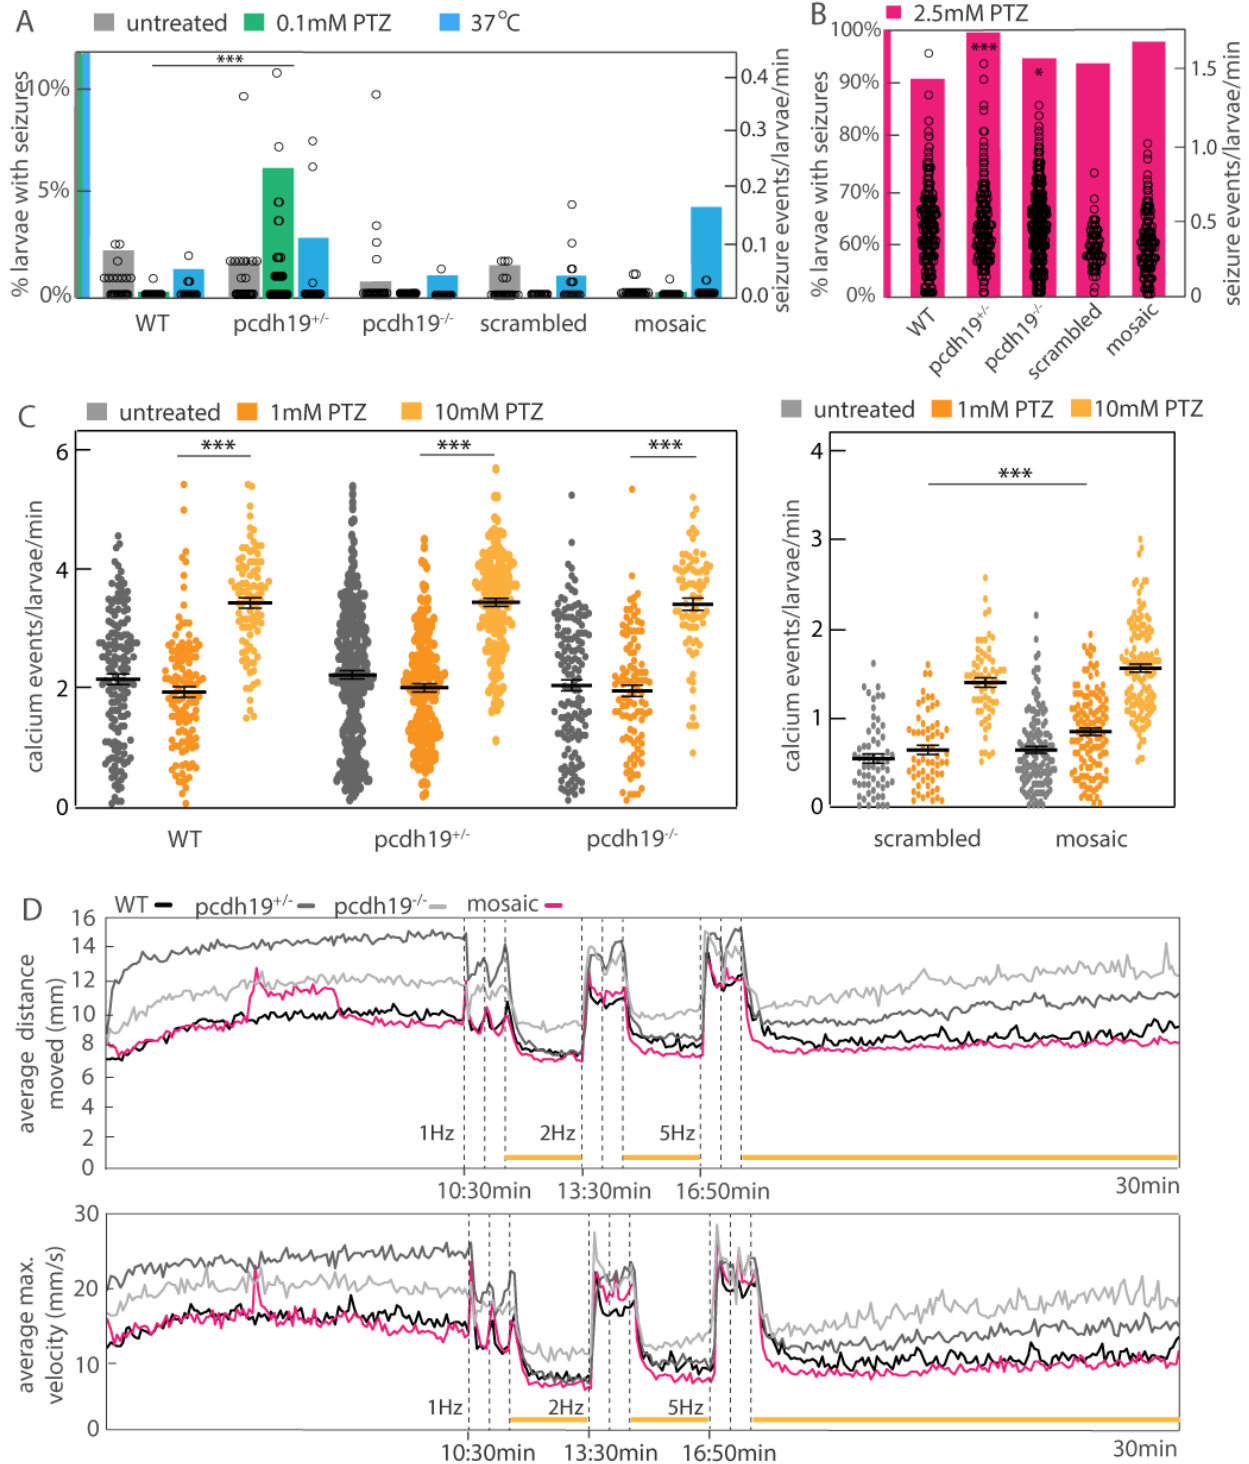 A
untreated 0.1mM PTZ 37°C
% larvae with seizures
10%
5%
0%
***
0.4
0.3
0.2
0.1
0.0
seizure events/larvae/min
WT pcdh19+/- pcdh19-/- scrambled mosaic
B
2.5mM PTZ
% larvae with seizures
100%
90%
80%
70%
60%
0%
***
*
1.5
1.0
0.5
0
seizure events/larvae/min
WT pcdh19+/- pcdh19-/- scrambled mosaic
C
untreated 1mM PTZ 10mM PTZ
calcium events/larvae/min
6
4
2
0
*** *** ***
WT pcdh19+/- pcdh19-/-
untreated 1mM PTZ 10mM PTZ
calcium events/larvae/min
4
3
2
1
0
***
scrambled mosaic
D
WT pcdh19+/- pcdh19-/- mosaic
average distance
moved (mm)
16
14
12
10
8
6
4
2
0
1Hz 2Hz 5Hz
10:30min 13:30min 16:50min 30min
average max.
velocity (mm/s)
30
20
10
0
1Hz 2Hz 5Hz
10:30min 13:30min 16:50min 30min